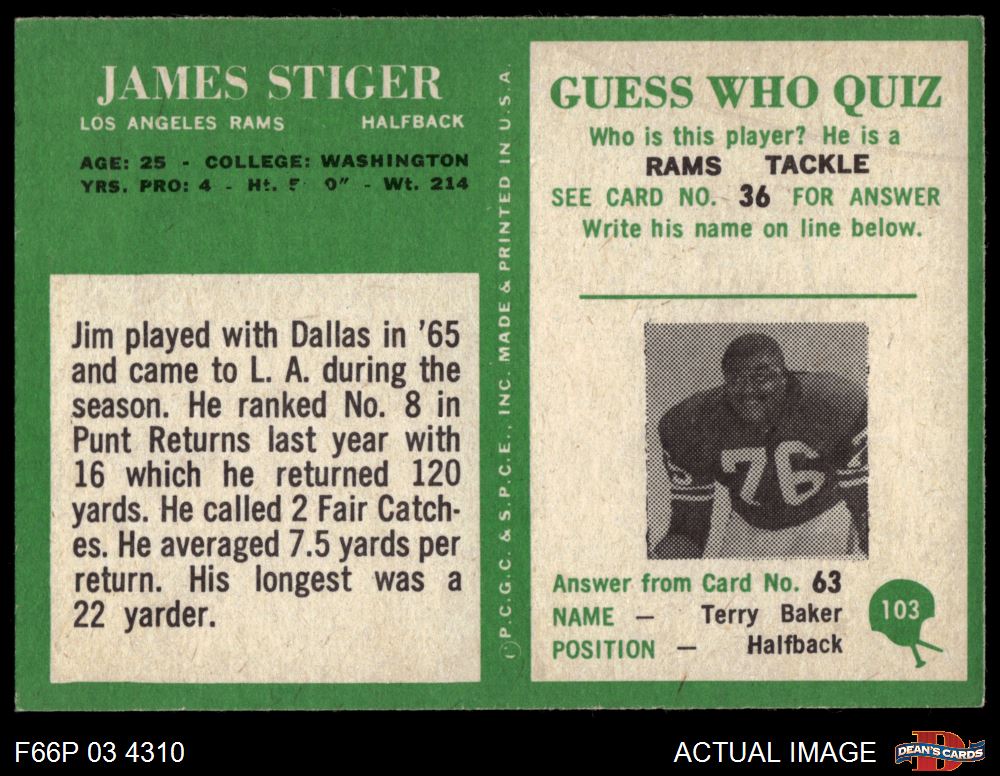 JAMES STIGER
LOS ANGELES RAMS HALFBACK
AGE: 25 - COLLEGE: WASHINGTON
YRS. PRO: 4 - Ht. 0" - Wt. 214
Jim played with Dallas in '65
and came to L. A. during the
season. He ranked No. 8 in
Punt Returns last year with
16 which he returned 120
yards. He called 2 Fair Catch-
es. He averaged 7.5 yards per
return. His longest was a
22 yarder.
© P.C.G.C. & S.P.C.E., INC. MADE & PRINTED IN U.S.A.
GUESS WHO QUIZ
Who is this player? He is a
RAMS TACKLE
SEE CARD NO. 36 FOR ANSWER
Write his name on line below.
76
Answer from Card No. 63
NAME — Terry Baker
POSITION — Halfback
103
F66P 03 4310
ACTUAL IMAGE
DEAN'S CARDS